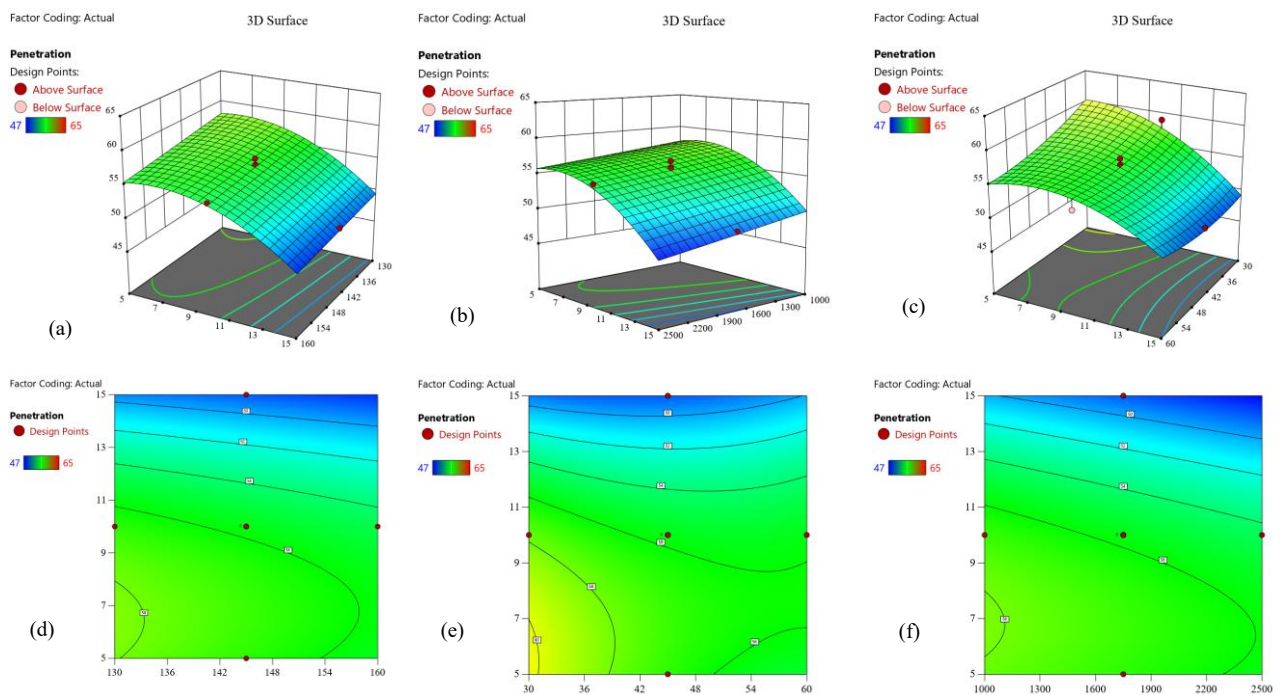 Factor Coding: Actual
3D Surface
Penetration
Design Points:
Above Surface
Below Surface
47 65
65
60
55
50
45
5
7
9
11
13
15
160
154
148
142
136
130
(a)
Factor Coding: Actual
3D Surface
Penetration
Design Points:
Above Surface
Below Surface
47 65
65
60
55
50
45
5
7
9
11
13
15
2500
2200
1900
1600
1300
1000
(b)
Factor Coding: Actual
3D Surface
Penetration
Design Points:
Above Surface
Below Surface
47 65
65
60
55
50
45
5
7
9
11
13
15
60
54
48
42
36
30
(c)
Factor Coding: Actual
Penetration
Design Points
47 65
15
13
11
9
7
5
130 136 142 148 154 160
(d)
Factor Coding: Actual
Penetration
Design Points
47 65
15
13
11
9
7
5
30 36 42 48 54 60
(e)
Factor Coding: Actual
Penetration
Design Points
47 65
15
13
11
9
7
5
1000 1300 1600 1900 2200 2500
(f)